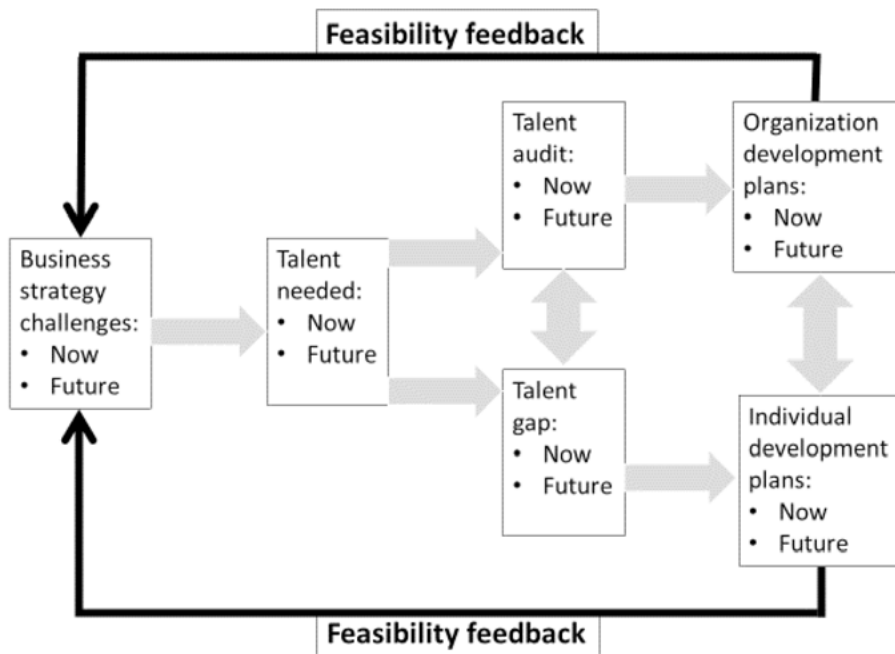 Feasibility feedback
Business
strategy
challenges:
• Now
• Future
Talent
needed:
• Now
• Future
Talent
audit:
• Now
• Future
Talent
gap:
• Now
• Future
Organization
development
plans:
• Now
• Future
Individual
development
plans:
• Now
• Future
Feasibility feedback